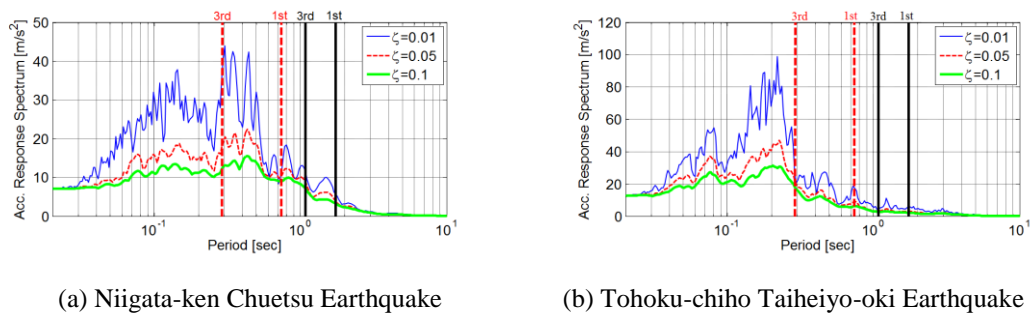 3rd 1st 3rd 1st
50
40
30
20
10
0
Acc. Response Spectrum [m/s²]
10⁻¹ 10⁰ 10¹
Period [sec]
ζ=0.01
ζ=0.05
ζ=0.1
(a) Niigata-ken Chuetsu Earthquake
3rd 1st 3rd 1st
120
100
80
60
40
20
0
Acc. Response Spectrum [m/s²]
10⁻¹ 10⁰ 10¹
Period [sec]
ζ=0.01
ζ=0.05
ζ=0.1
(b) Tohoku-chiho Taiheiyo-oki Earthquake